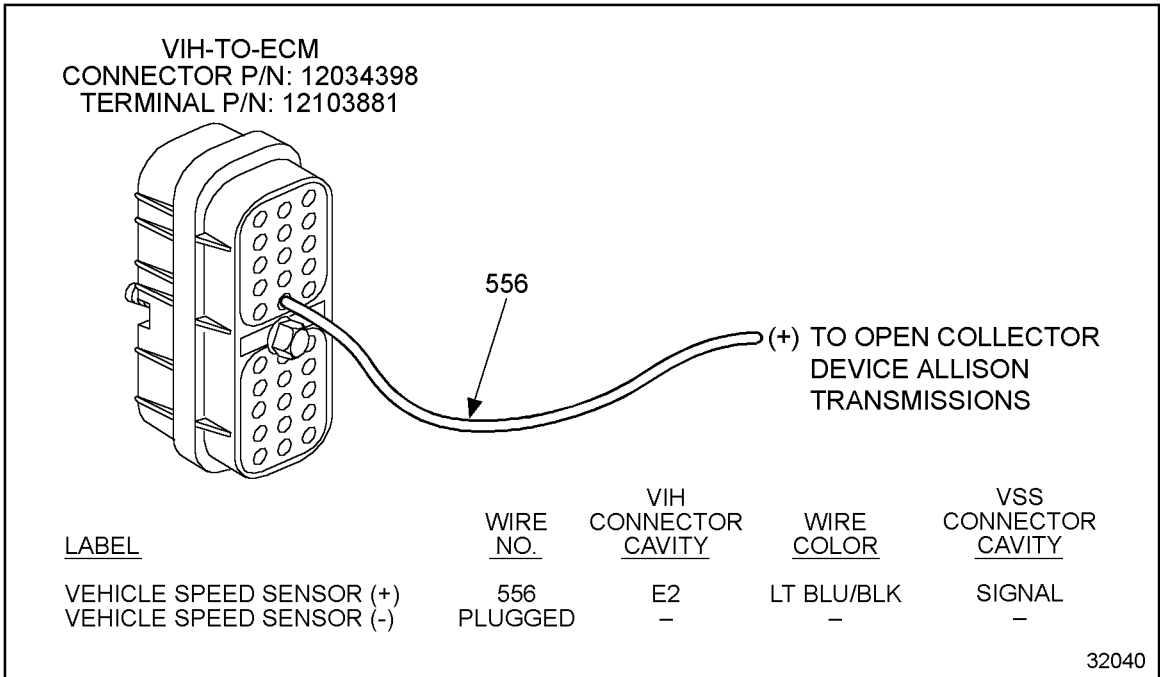 VIH-TO-ECM
CONNECTOR P/N: 12034398
TERMINAL P/N: 12103881
556
(+) TO OPEN COLLECTOR
DEVICE ALLISON
TRANSMISSIONS
LABEL WIRE NO. VIH CONNECTOR CAVITY WIRE COLOR VSS CONNECTOR CAVITY
VEHICLE SPEED SENSOR (+) 556 E2 LT BLU/BLK SIGNAL
VEHICLE SPEED SENSOR (-) PLUGGED – – –
32040